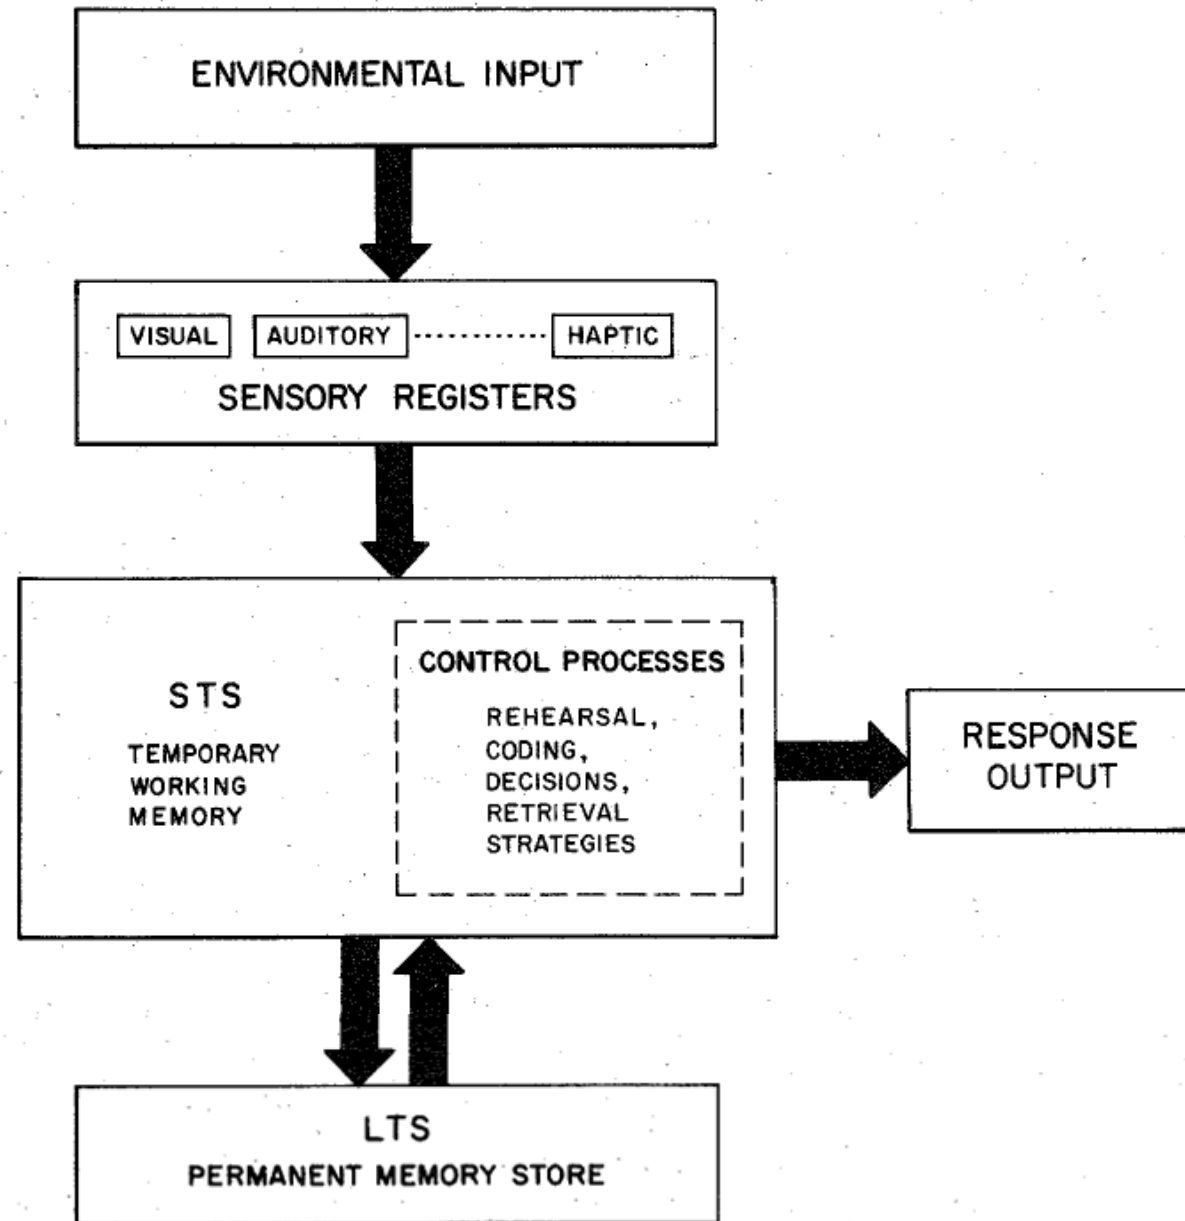 ENVIRONMENTAL INPUT
VISUAL
AUDITORY
HAPTIC
SENSORY REGISTERS
STS
TEMPORARY
WORKING
MEMORY
CONTROL PROCESSES
REHEARSAL,
CODING,
DECISIONS,
RETRIEVAL
STRATEGIES
RESPONSE
OUTPUT
LTS
PERMANENT MEMORY STORE